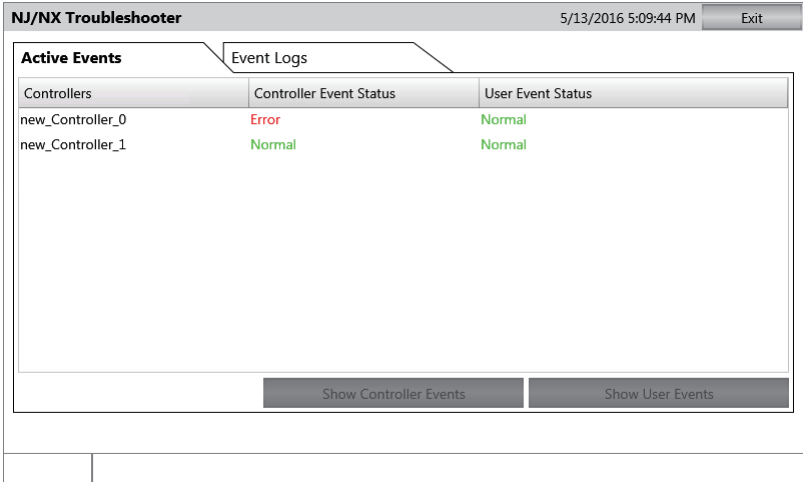 NJ/NX Troubleshooter 5/13/2016 5:09:44 PM Exit
Active Events Event Logs
Controllers Controller Event Status User Event Status
new_Controller_0 Error Normal
new_Controller_1 Normal Normal
Show Controller Events Show User Events